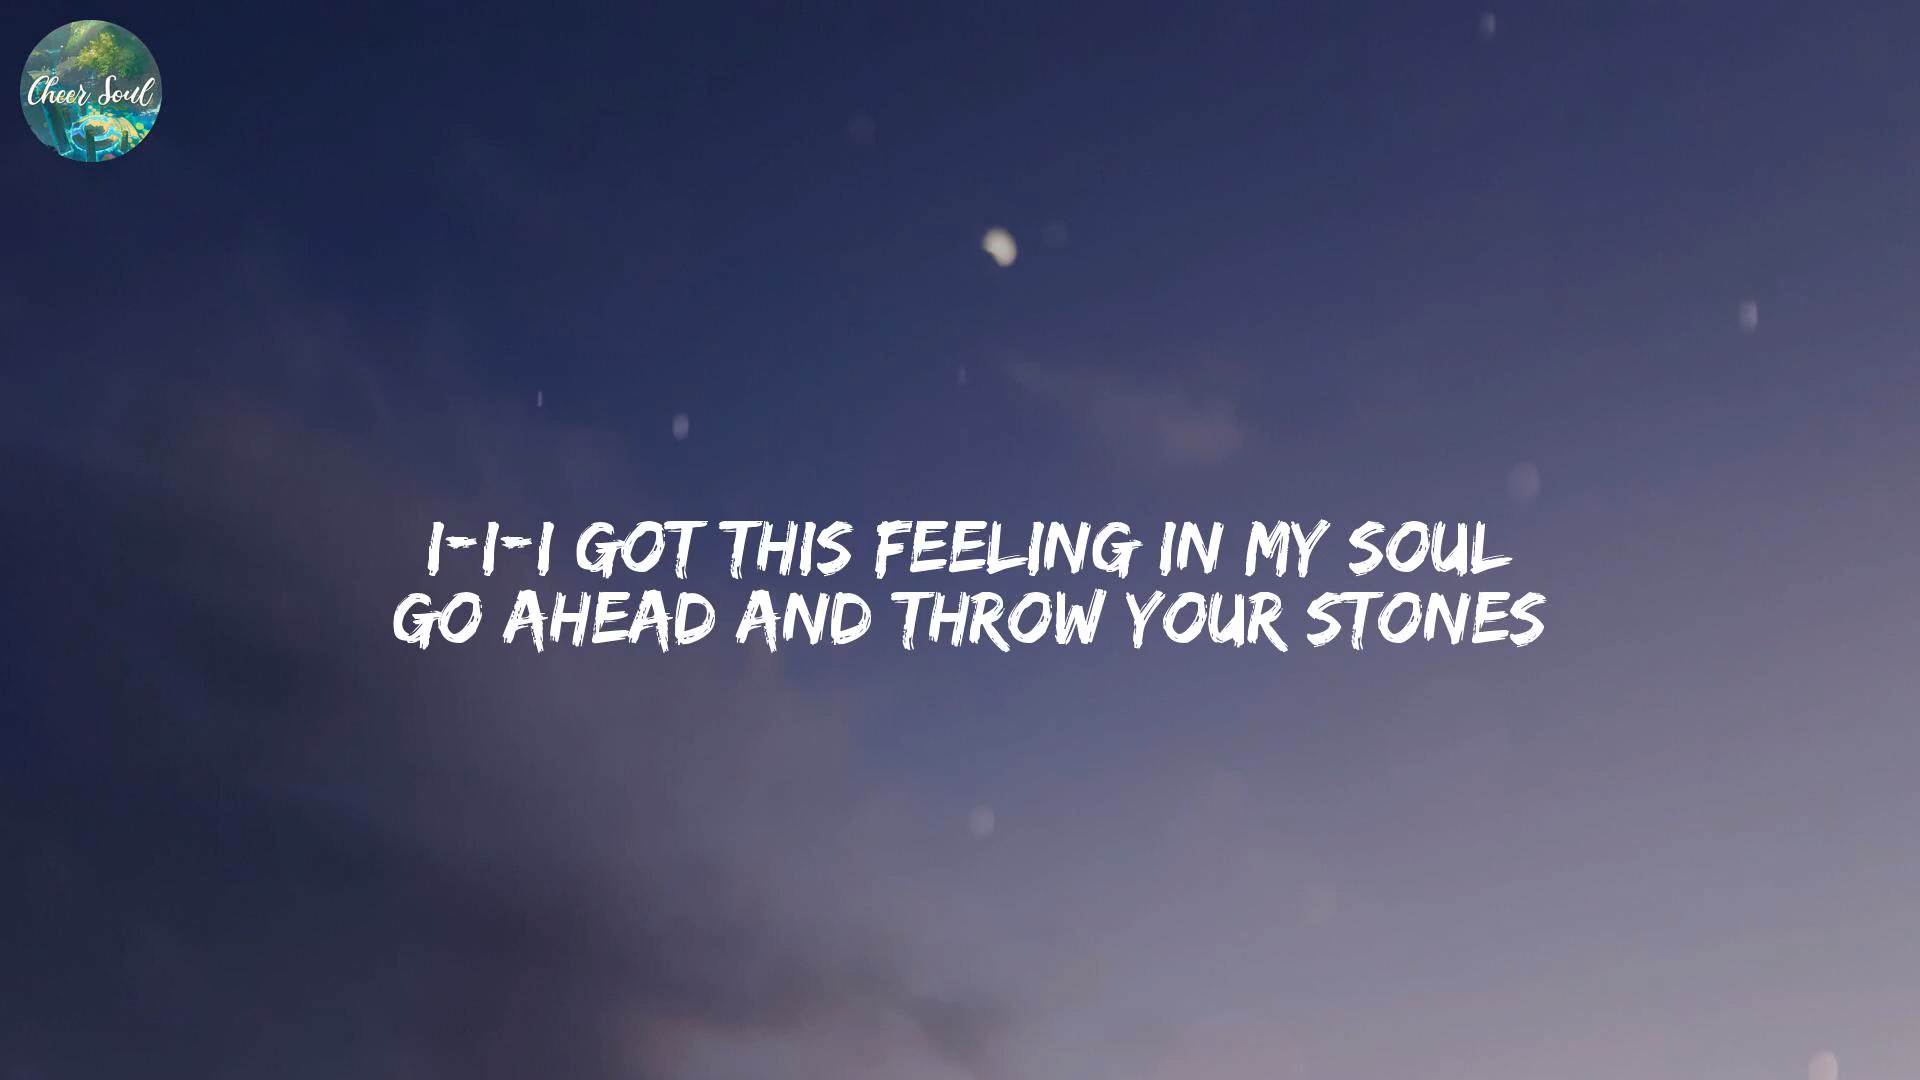 Cheer Soul
I-I-I GOT THIS FEELING IN MY SOUL
GO AHEAD AND THROW YOUR STONES